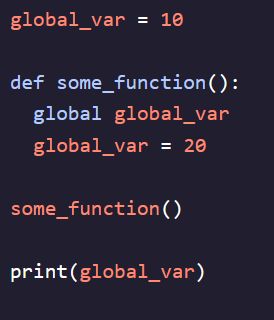 global_var = 10
def some_function():
  global global_var
  global_var = 20
some_function()
print(global_var)